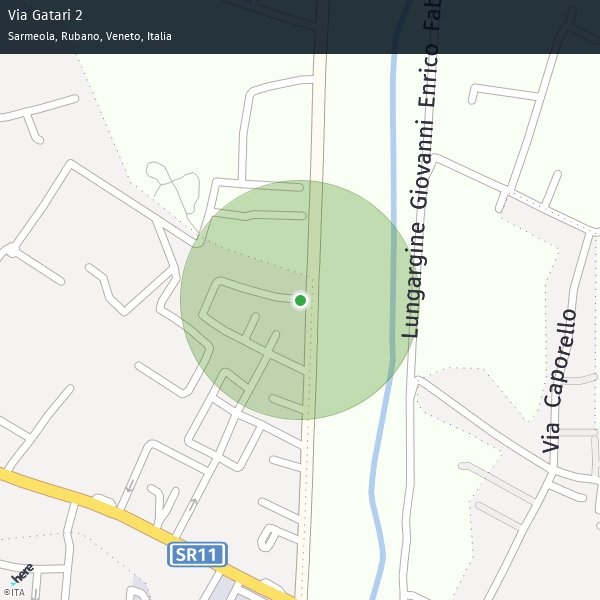 Via Gatari 2
Sarmeola, Rubano, Veneto, Italia
Lungargine Giovanni Enrico Fab
Via Caporello
SR11
here
©ITA